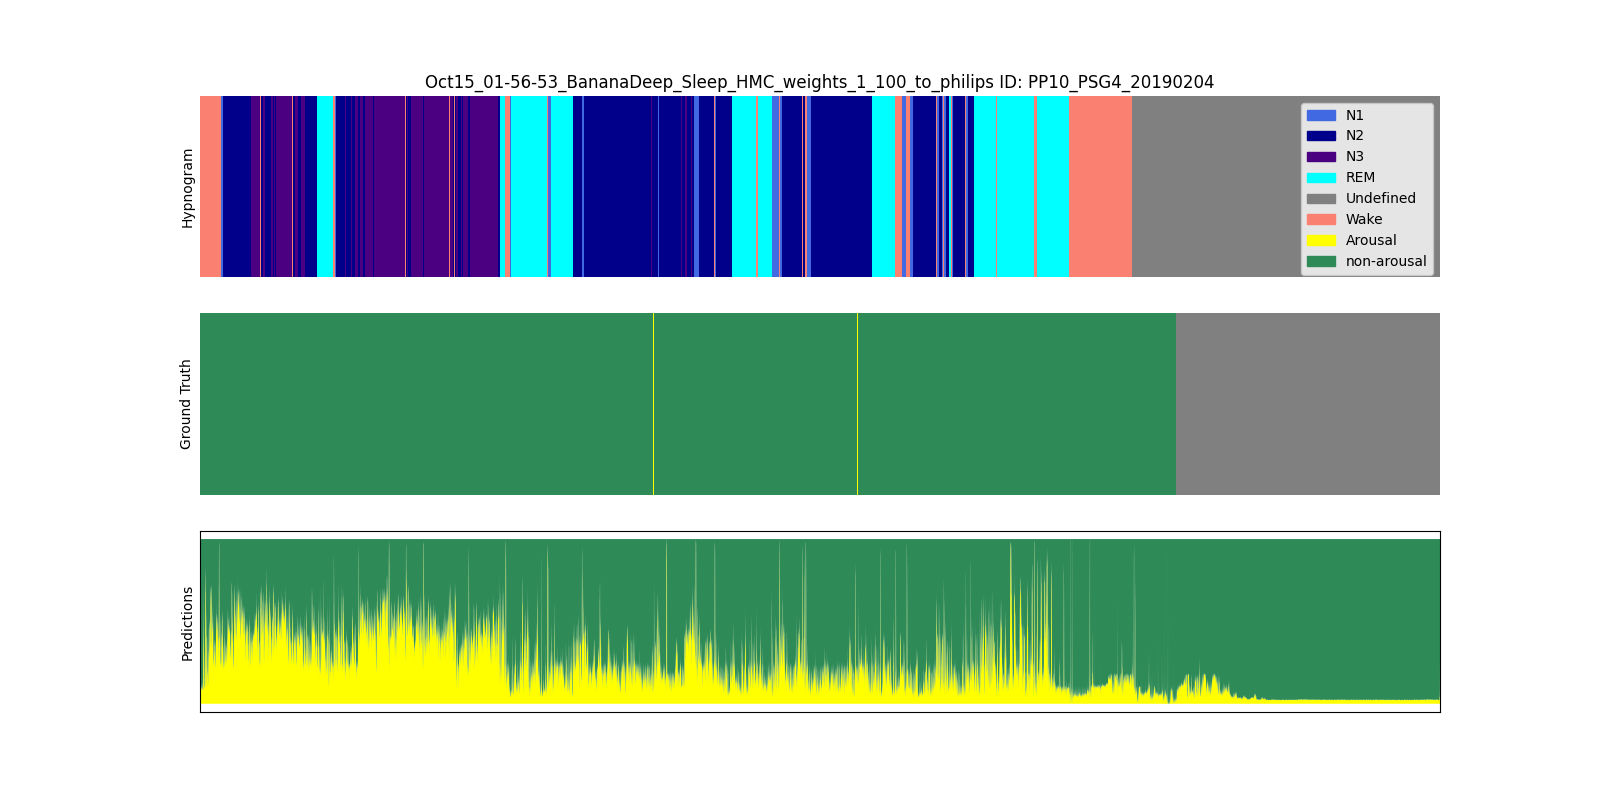 Oct15_01-56-53_BananaDeep_Sleep_HMC_weights_1_100_to_philips ID: PP10_PSG4_20190204
Hypnogram
N1
N2
N3
REM
Undefined
Wake
Arousal
non-arousal
Ground Truth
Predictions